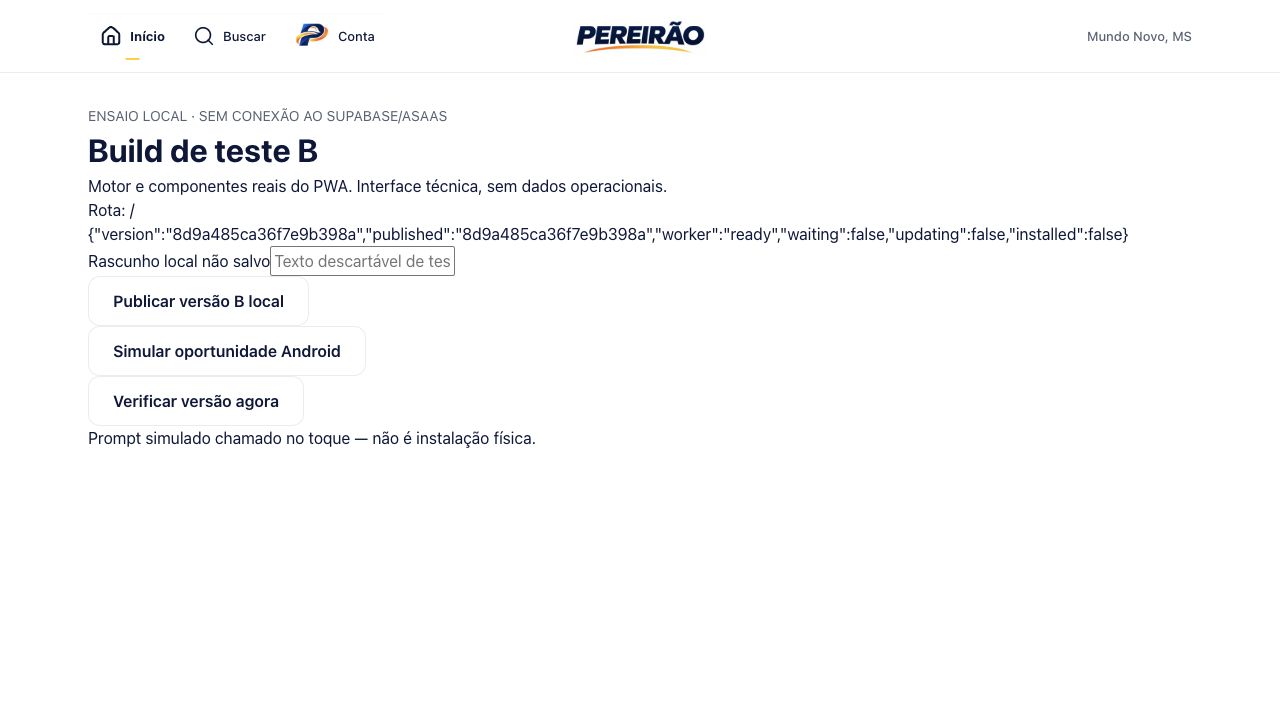 Início
Buscar
Conta
PEREIRÃO
Mundo Novo, MS
ENSAIO LOCAL · SEM CONEXÃO AO SUPABASE/ASAAS
Build de teste B
Motor e componentes reais do PWA. Interface técnica, sem dados operacionais.
Rota: /
{"version":"8d9a485ca36f7e9b398a","published":"8d9a485ca36f7e9b398a","worker":"ready","waiting":false,"updating":false,"installed":false}
Rascunho local não salvo Texto descartável de tes
Publicar versão B local
Simular oportunidade Android
Verificar versão agora
Prompt simulado chamado no toque — não é instalação física.